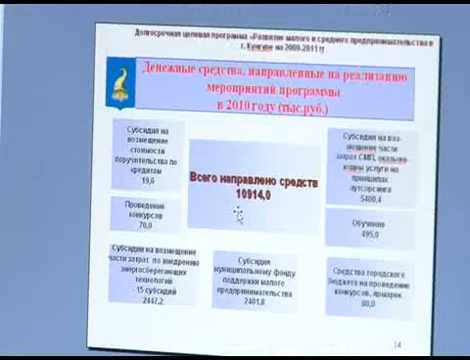 Долгосрочная целевая программа «Развитие малого и среднего предпринимательства в
г. Кунгуре на 2009-2011 гг
Денежные средства, направленные на реализацию
мероприятий программы
в 2010 году (тыс.руб.)
Субсидия на
возмещение
стоимости
поручительства по
кредитам
19,6
Всего направлено средств
10914,0
Субсидия на воз-
мещение части
затрат СМП, оказыва-
ющим услуги на
принципах
аутсорсинга
5400,4
Проведение
конкурсов
70,0
Обучение
495,0
Субсидии на возмещение
части затрат по внедрению
энергосберегающих
технологий
- 15 субсидий
2447,2
Субсидия
муниципальному фонду
поддержки малого
предпринимательства
2401,8
Средства городского
бюджета на проведение
конкурсов, ярмарок
80,0
14